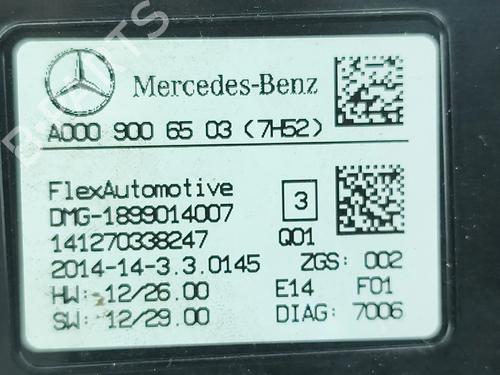 Mercedes-Benz
A000 900 65 03 (7H52)
FlexAutomotive
DMG-1899014007
3
141270338247
Q01
2014-14-3.3.0145
ZGS: 002
HW: 12/26.00
E14 F01
SW: 12/29.00
DIAG: 7006